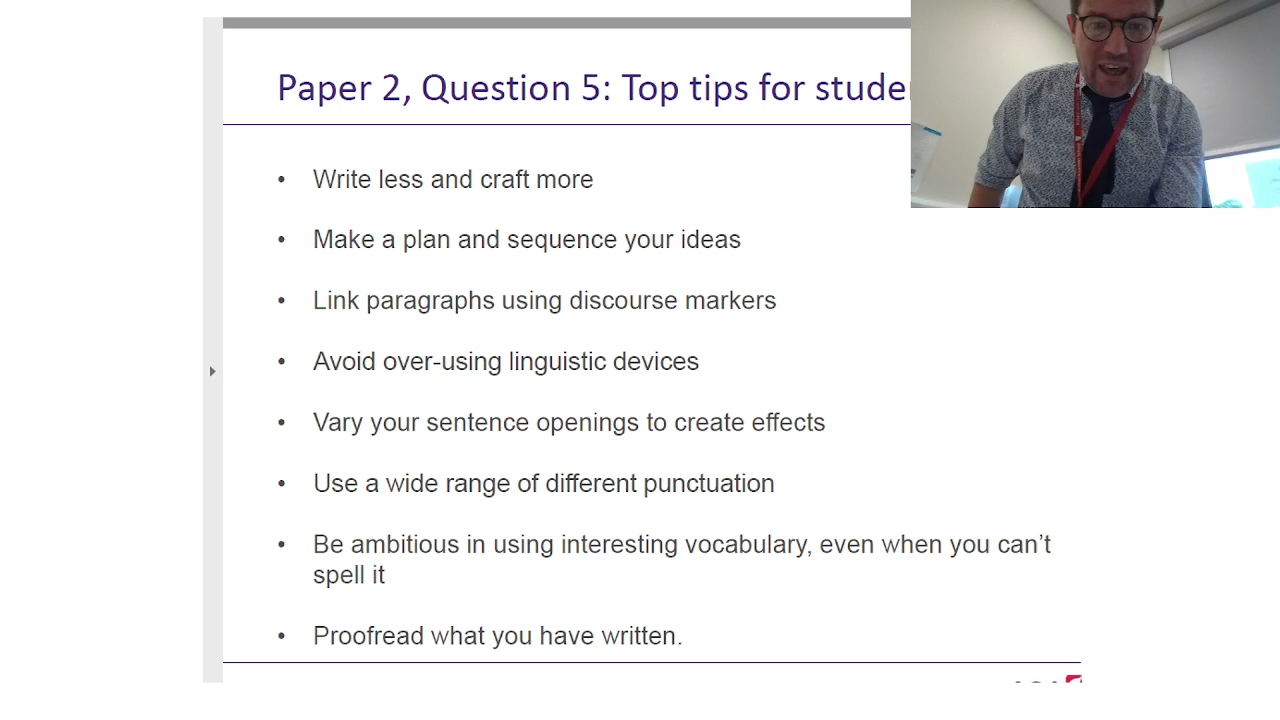 Paper 2, Question 5: Top tips for
• Write less and craft more
• Make a plan and sequence your ideas
• Link paragraphs using discourse markers
• Avoid over-using linguistic devices
• Vary your sentence openings to create effects
• Use a wide range of different punctuation
• Be ambitious in using interesting vocabulary, even when you can’t
spell it
• Proofread what you have written.